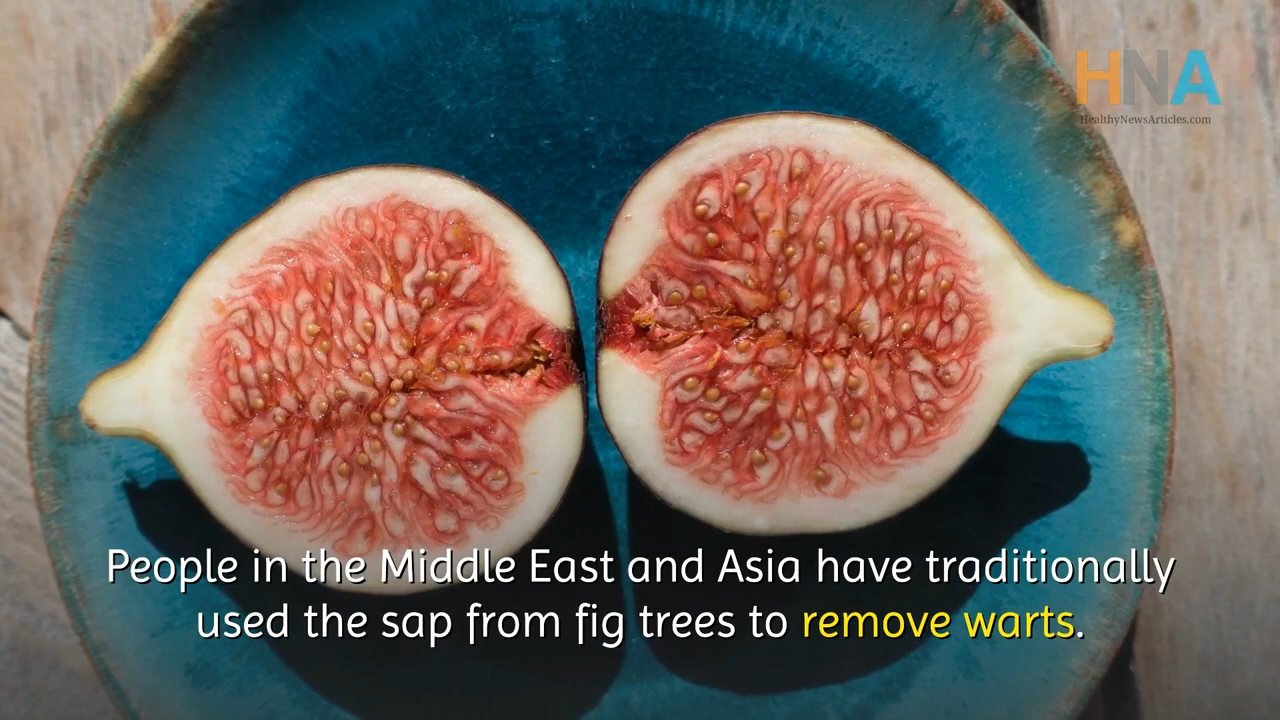 HNA
HealthyNewsArticles.com
People in the Middle East and Asia have traditionally
used the sap from fig trees to remove warts.